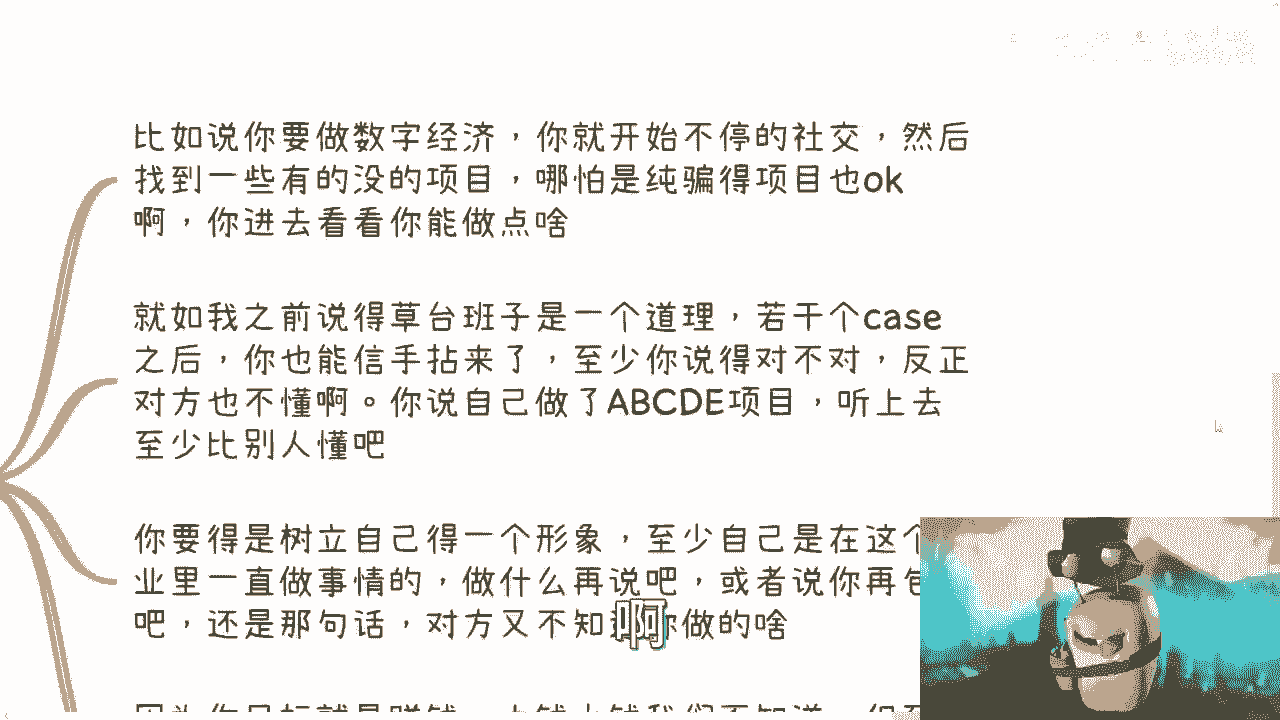 比如说你要做数字经济，你就开始不停的社交，然后
找到一些有的没的项目，哪怕是纯骗得项目也ok
啊，你进去看看你能做点啥
就如我之前说得草台班子是一个道理，若干个case
之后，你也能信手拈来了，至少你说得对不对，反正
对方也不懂啊。你说自己做了ABCDE项目，听上去
至少比别人懂吧
你要得是树立自己得一个形象，至少自己是在这个
业里一直做事情的，做什么再说吧，或者说你再包
吧，还是那句话，对方又不知 你做的啥
啊